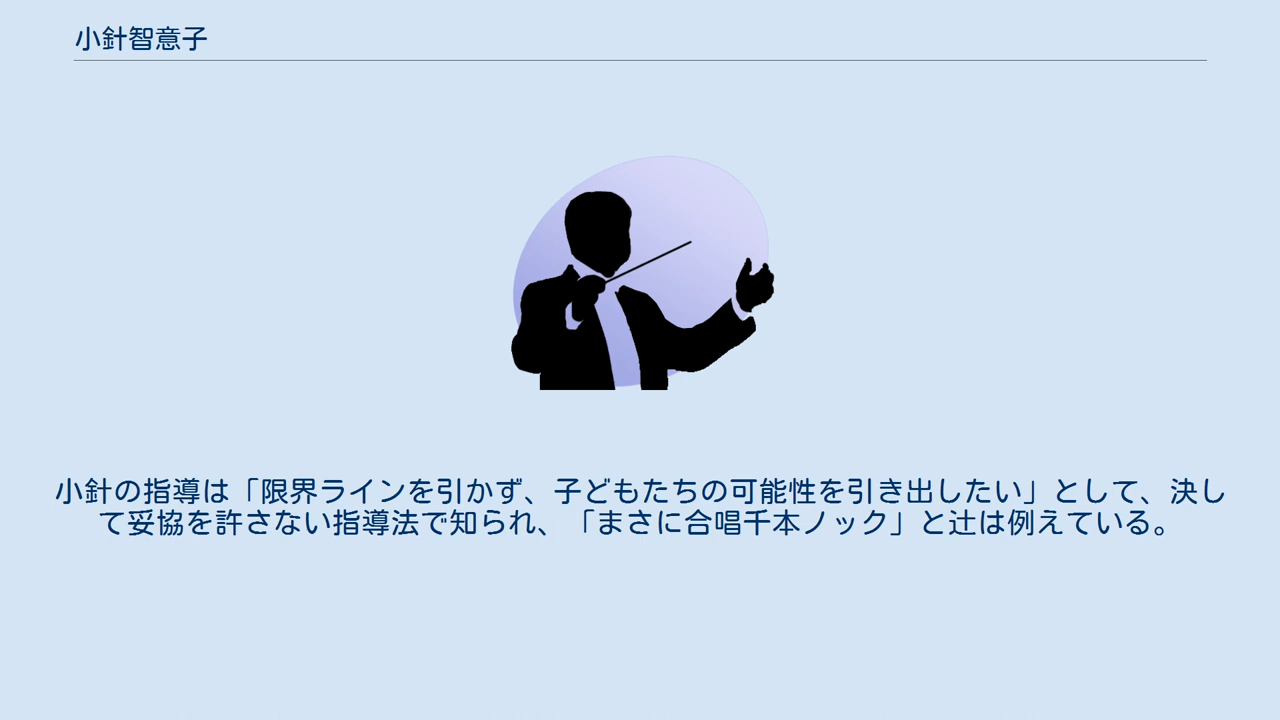 小針智意子
小針の指導は「限界ラインを引かず、子どもたちの可能性を引き出したい」として、決し
て妥協を許さない指導法で知られ、「まさに合唱千本ノック」と辻は例えている。